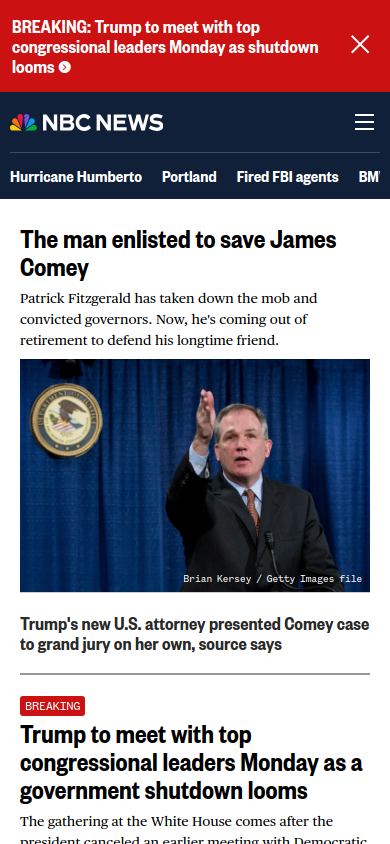 BREAKING: Trump to meet with top
congressional leaders Monday as shutdown
looms
NBC NEWS
Hurricane Humberto Portland Fired FBI agents BM
The man enlisted to save James
Comey
Patrick Fitzgerald has taken down the mob and
convicted governors. Now, he's coming out of
retirement to defend his longtime friend.
Brian Kersey / Getty Images file
Trump's new U.S. attorney presented Comey case
to grand jury on her own, source says
BREAKING
Trump to meet with top
congressional leaders Monday as a
government shutdown looms
The gathering at the White House comes after the
president canceled an earlier meeting with Democratic